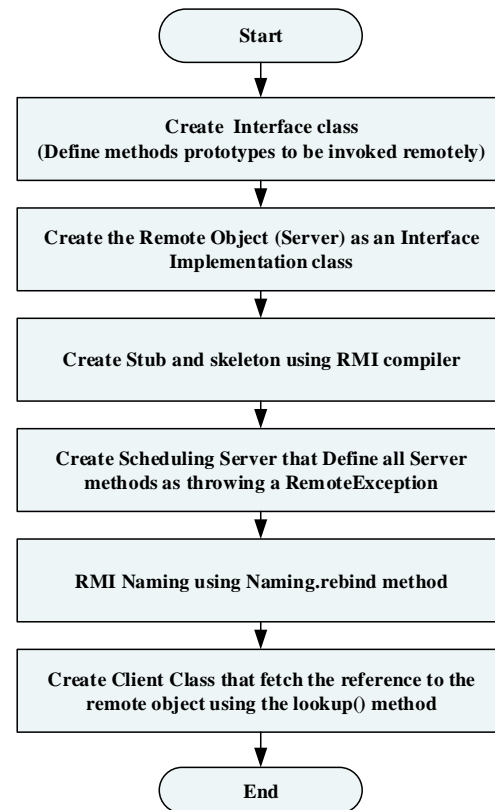 Start
Create Interface class
(Define methods prototypes to be invoked remotely)
Create the Remote Object (Server) as an Interface
Implementation class
Create Stub and skeleton using RMI compiler
Create Scheduling Server that Define all Server
methods as throwing a RemoteException
RMI Naming using Naming.rebind method
Create Client Class that fetch the reference to the
remote object using the lookup() method
End